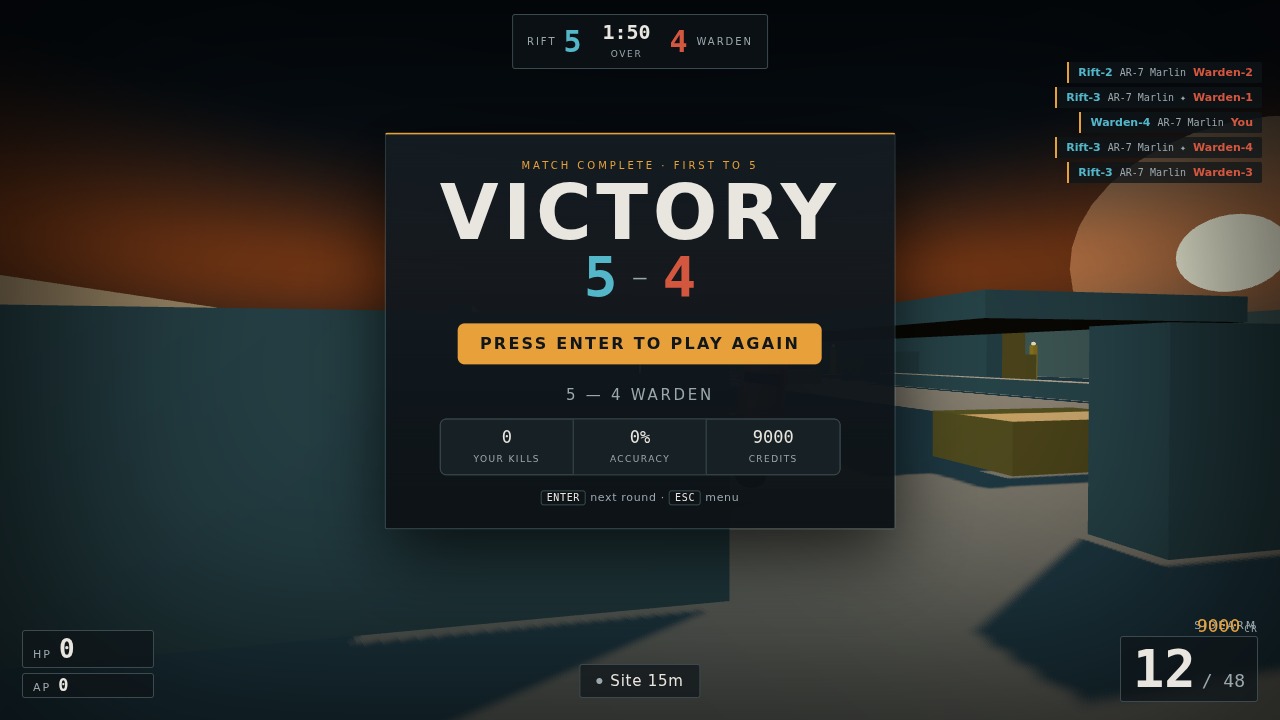 RIFT 5 1:50 4 WARDEN
OVER
Rift-2 AR-7 Marlin Warden-2
Rift-3 AR-7 Marlin ✦ Warden-1
Warden-4 AR-7 Marlin You
Rift-3 AR-7 Marlin ✦ Warden-4
Rift-3 AR-7 Marlin Warden-3
MATCH COMPLETE · FIRST TO 5
VICTORY
5 – 4
PRESS ENTER TO PLAY AGAIN
5 — 4 WARDEN
0 0% 9000
YOUR KILLS ACCURACY CREDITS
ENTER next round · ESC menu
HP 0
AP 0
• Site 15m
9000 CR
12 / 48